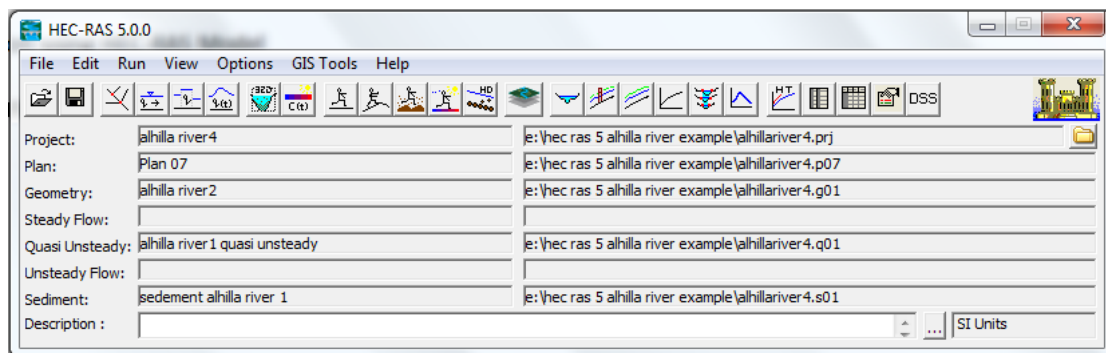 HEC-RAS 5.0.0
File Edit Run View Options GIS Tools Help
HD
C(t) HT DSS
Project: alhilla river4 e:\hec ras 5 alhilla river example\alhillariver4.prj
Plan: Plan 07 e:\hec ras 5 alhilla river example\alhillariver4.p07
Geometry: alhilla river2 e:\hec ras 5 alhilla river example\alhillariver4.g01
Steady Flow:
Quasi Unsteady: alhilla river1 quasi unsteady e:\hec ras 5 alhilla river example\alhillariver4.q01
Unsteady Flow:
Sediment: sedement alhilla river 1 e:\hec ras 5 alhilla river example\alhillariver4.s01
Description : ... SI Units